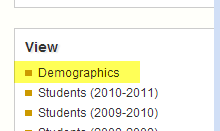 View
Demographics
Students (2010-2011)
Students (2009-2010)